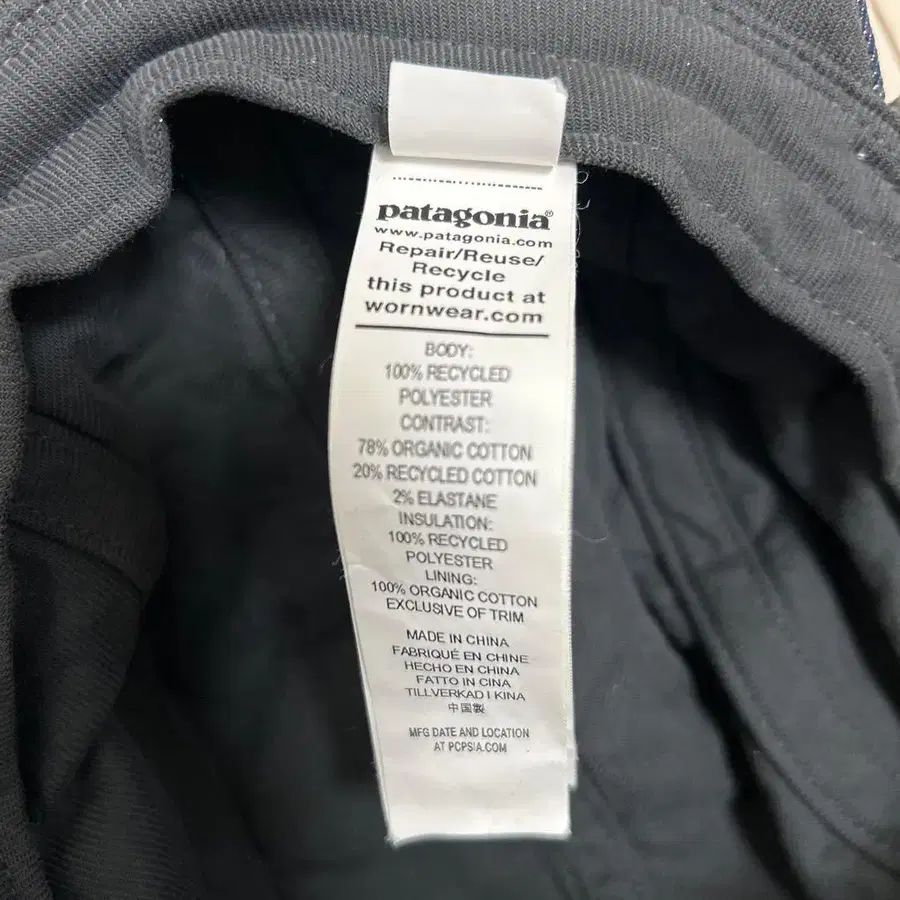 patagonia®
www.patagonia.com
Repair/Reuse/
Recycle
this product at
wornwear.com
BODY:
100% RECYCLED
POLYESTER
CONTRAST:
78% ORGANIC COTTON
20% RECYCLED COTTON
2% ELASTANE
INSULATION:
100% RECYCLED
POLYESTER
LINING:
100% ORGANIC COTTON
EXCLUSIVE OF TRIM
MADE IN CHINA
FABRIQUÉ EN CHINE
HECHO EN CHINA
FATTO IN CINA
TILLVERKAD I KINA
中国製
MFG DATE AND LOCATION
AT PCPSIA.COM